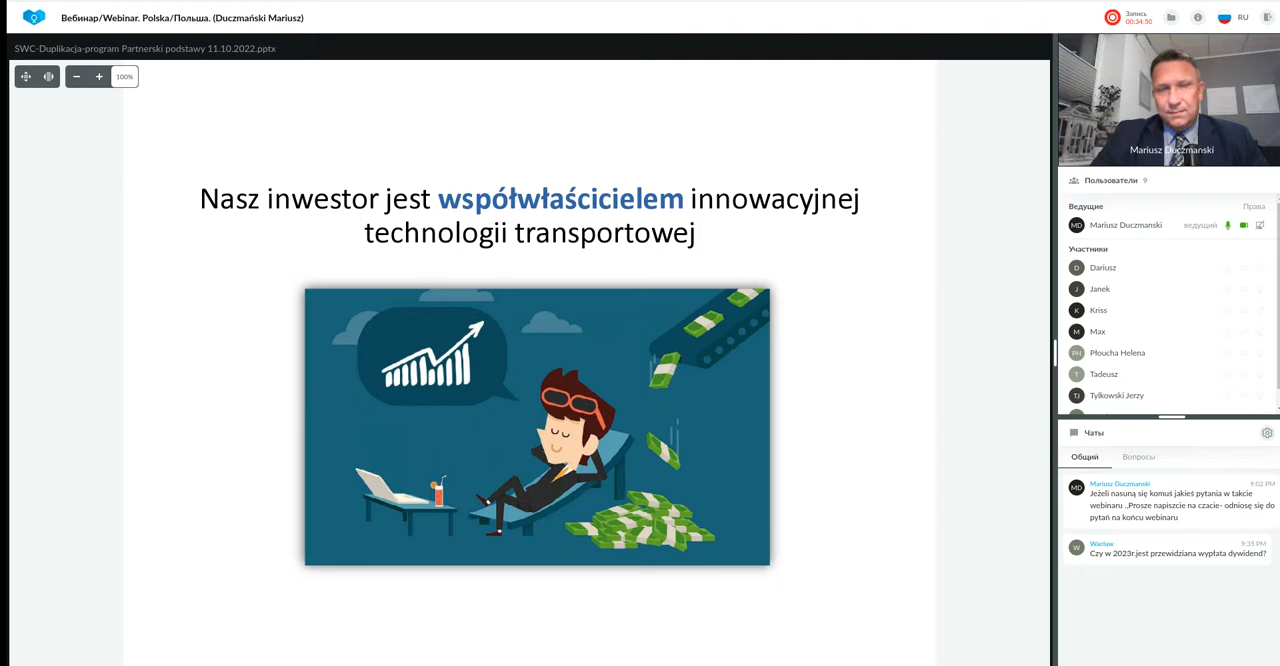 Вебинар/Webinar. Polska/Польша. (Duczmański Mariusz)
Запись
00:34:50
RU
SWC-Duplikacja-program Partnerski podstawy 11.10.2022.pptx
100%
Nasz inwestor jest współwłaścicielem innowacyjnej
technologii transportowej
Mariusz Duczmanski
Пользователи 9
Ведущие Права
MD Mariusz Duczmanski ведущий
Участники
D Dariusz
J Janek
K Kriss
M Max
PH Płoucha Helena
T Tadeusz
TJ Tylkowski Jerzy
Чаты
Общий Вопросы
MD Mariusz Duczmanski 9:02 PM
Jeżeli nasuną się komuś jakieś pytania w takcie
webinaru ,,Prosze napiszcie na czacie- odniosę się do
pytań na końcu webinaru
W Wacław 9:35 PM
Czy w 2023r.jest przewidziana wypłata dywidend?